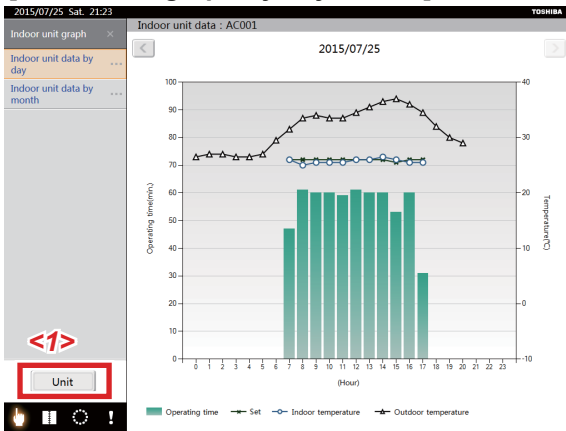 2015/07/25 Sat. 21:23
TOSHIBA
Indoor unit graph ×
Indoor unit data by
day ...
Indoor unit data by
month ...
<1>
Unit
!
Indoor unit data : AC001
<
2015/07/25
>
Operating time(min.)
100
90
80
70
60
50
40
30
20
10
0
0 1 2 3 4 5 6 7 8 9 10 11 12 13 14 15 16 17 18 19 20 21 22 23
(Hour)
40
30
20
10
0
-10
Temperature(℃)
Operating time Set Indoor temperature Outdoor temperature